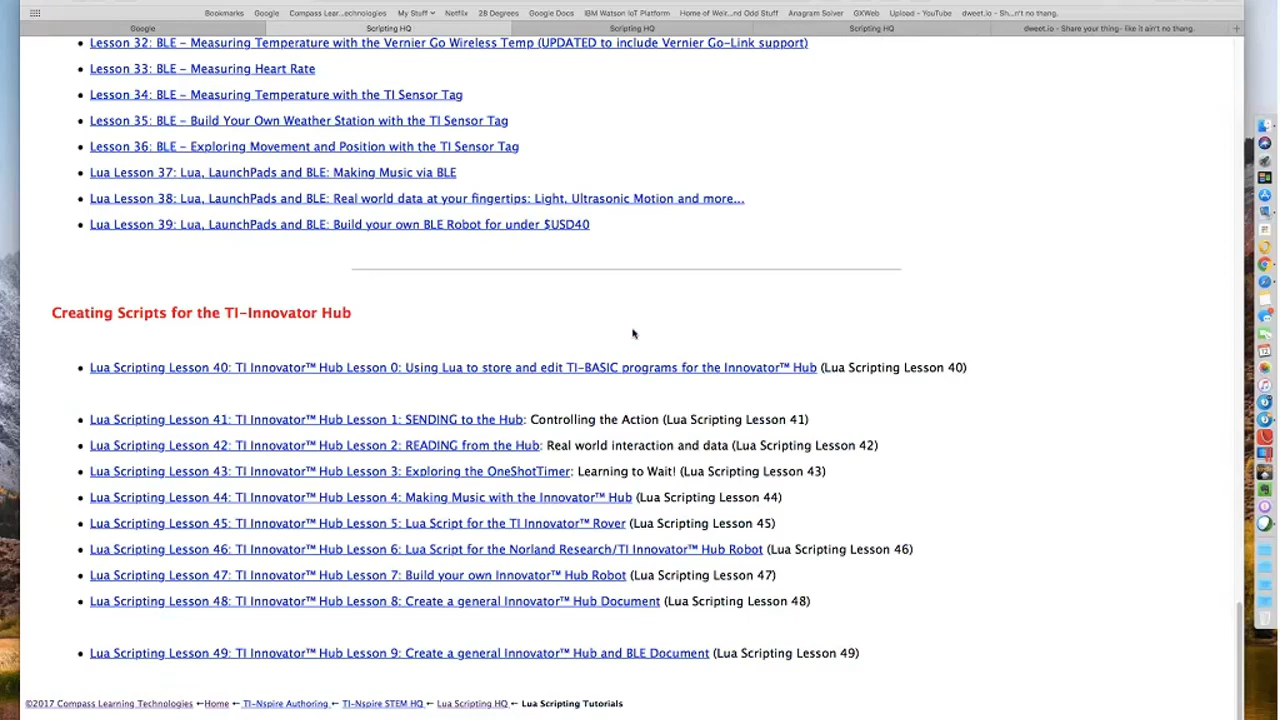 Bookmarks Google Compass Lear...echnologies My Stuff Netflix 28 Degrees Google Docs IBM Watson IoT Platform Home of Weir...nd Odd Stuff Anagram Solver GXWeb Upload - YouTube dweet.io - Sh...n't no thang.
Google Scripting HQ Scripting HQ Scripting HQ dweet.io - Share your thing- like it ain't no thang.
• Lesson 32: BLE – Measuring Temperature with the Vernier Go Wireless Temp (UPDATED to include Vernier Go-Link support)
• Lesson 33: BLE – Measuring Heart Rate
• Lesson 34: BLE – Measuring Temperature with the TI Sensor Tag
• Lesson 35: BLE – Build Your Own Weather Station with the TI Sensor Tag
• Lesson 36: BLE – Exploring Movement and Position with the TI Sensor Tag
• Lua Lesson 37: Lua, LaunchPads and BLE: Making Music via BLE
• Lua Lesson 38: Lua, LaunchPads and BLE: Real world data at your fingertips: Light, Ultrasonic Motion and more...
• Lua Lesson 39: Lua, LaunchPads and BLE: Build your own BLE Robot for under $USD40
Creating Scripts for the TI-Innovator Hub
• Lua Scripting Lesson 40: TI Innovator™ Hub Lesson 0: Using Lua to store and edit TI-BASIC programs for the Innovator™ Hub (Lua Scripting Lesson 40)
• Lua Scripting Lesson 41: TI Innovator™ Hub Lesson 1: SENDING to the Hub: Controlling the Action (Lua Scripting Lesson 41)
• Lua Scripting Lesson 42: TI Innovator™ Hub Lesson 2: READING from the Hub: Real world interaction and data (Lua Scripting Lesson 42)
• Lua Scripting Lesson 43: TI Innovator™ Hub Lesson 3: Exploring the OneShotTimer: Learning to Wait! (Lua Scripting Lesson 43)
• Lua Scripting Lesson 44: TI Innovator™ Hub Lesson 4: Making Music with the Innovator™ Hub (Lua Scripting Lesson 44)
• Lua Scripting Lesson 45: TI Innovator™ Hub Lesson 5: Lua Script for the TI Innovator™ Rover (Lua Scripting Lesson 45)
• Lua Scripting Lesson 46: TI Innovator™ Hub Lesson 6: Lua Script for the Norland Research/TI Innovator™ Hub Robot (Lua Scripting Lesson 46)
• Lua Scripting Lesson 47: TI Innovator™ Hub Lesson 7: Build your own Innovator™ Hub Robot (Lua Scripting Lesson 47)
• Lua Scripting Lesson 48: TI Innovator™ Hub Lesson 8: Create a general Innovator™ Hub Document (Lua Scripting Lesson 48)
• Lua Scripting Lesson 49: TI Innovator™ Hub Lesson 9: Create a general Innovator™ Hub and BLE Document (Lua Scripting Lesson 49)
©2017 Compass Learning Technologies ←Home ← TI-Nspire Authoring ← TI-Nspire STEM HQ ← Lua Scripting HQ ← Lua Scripting Tutorials